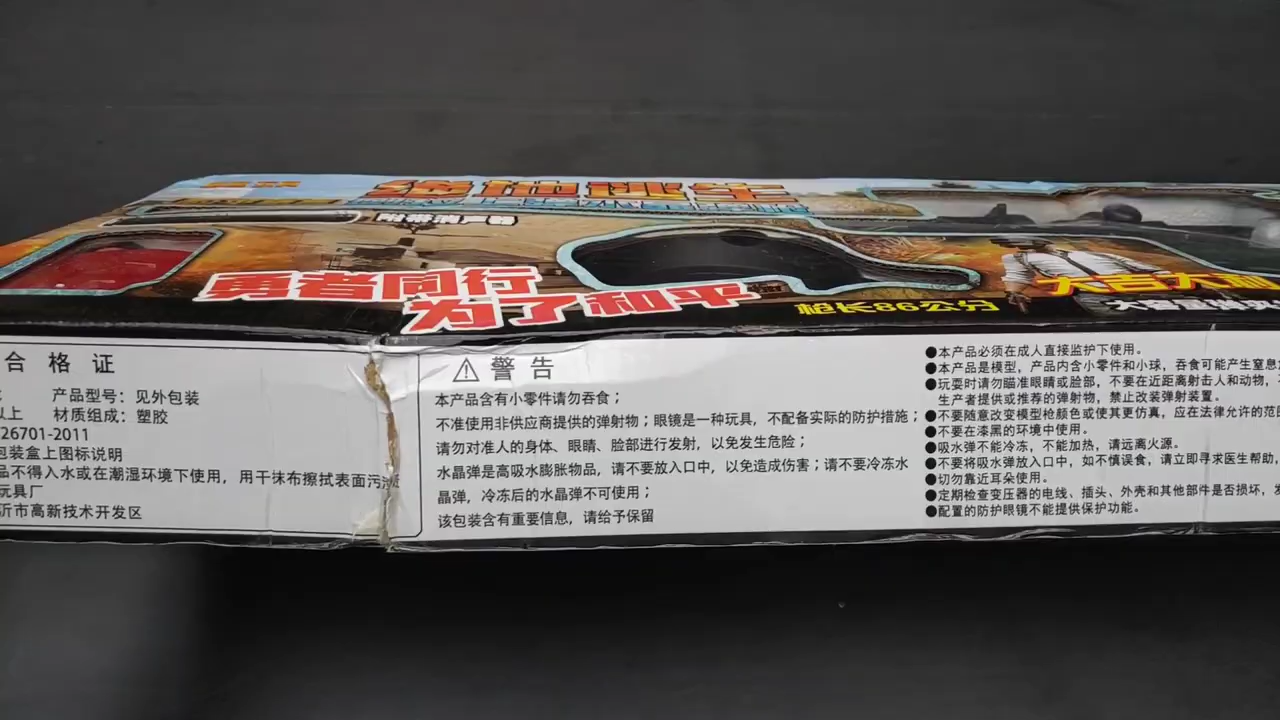 绝地逃生
附带消声器
勇者同行
为了和平
枪长86公分
大吉大利
合格证
产品型号：见外包装
以上 材质组成：塑胶
26701-2011
包装盒上图标说明
品不得入水或在潮湿环境下使用，用干抹布擦拭表面污渍
玩具厂
沂市高新技术开发区
警告
本产品含有小零件请勿吞食；
不准使用非供应商提供的弹射物；眼镜是一种玩具，不配备实际的防护措施；
请勿对准人的身体、眼睛、脸部进行发射，以免发生危险；
水晶弹是高吸水膨胀物品，请不要放入口中，以免造成伤害；请不要冷冻水
晶弹，冷冻后的水晶弹不可使用；
该包装含有重要信息，请给予保留
●本产品必须在成人直接监护下使用。
●本产品是模型，产品内含小零件和小球，吞食可能产生窒息
●玩耍时请勿瞄准眼睛或脸部，不要在近距离射击人和动物，
生产者提供或推荐的弹射物，禁止改装弹射装置。
●不要随意改变模型枪颜色或使其更仿真，应在法律允许的范
●不要在漆黑的环境中使用。
●吸水弹不能冷冻，不能加热，请远离火源。
●不要将吸水弹放入口中，如不慎误食，请立即寻求医生帮助，
●切勿靠近耳朵使用。
●定期检查变压器的电线、插头、外壳和其他部件是否损坏，
●配置的防护眼镜不能提供保护功能。